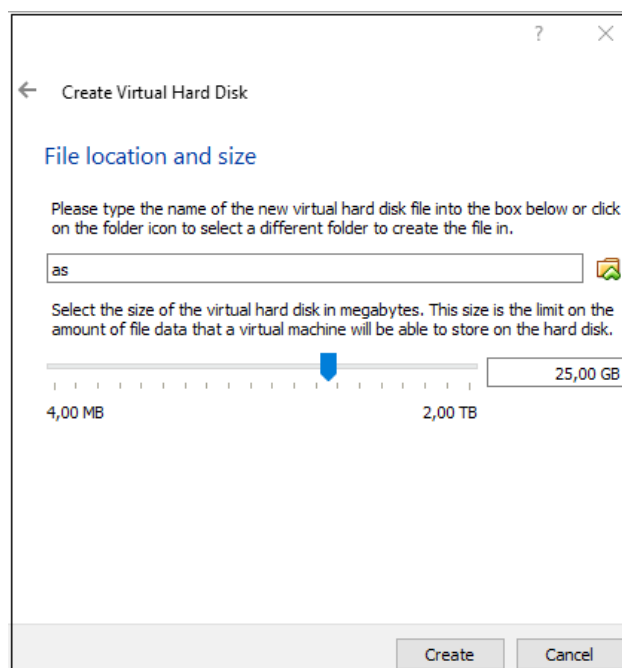 ?
Create Virtual Hard Disk
File location and size
Please type the name of the new virtual hard disk file into the box below or click
on the folder icon to select a different folder to create the file in.
as
Select the size of the virtual hard disk in megabytes. This size is the limit on the
amount of file data that a virtual machine will be able to store on the hard disk.
25,00 GB
4,00 MB 2,00 TB
Create Cancel